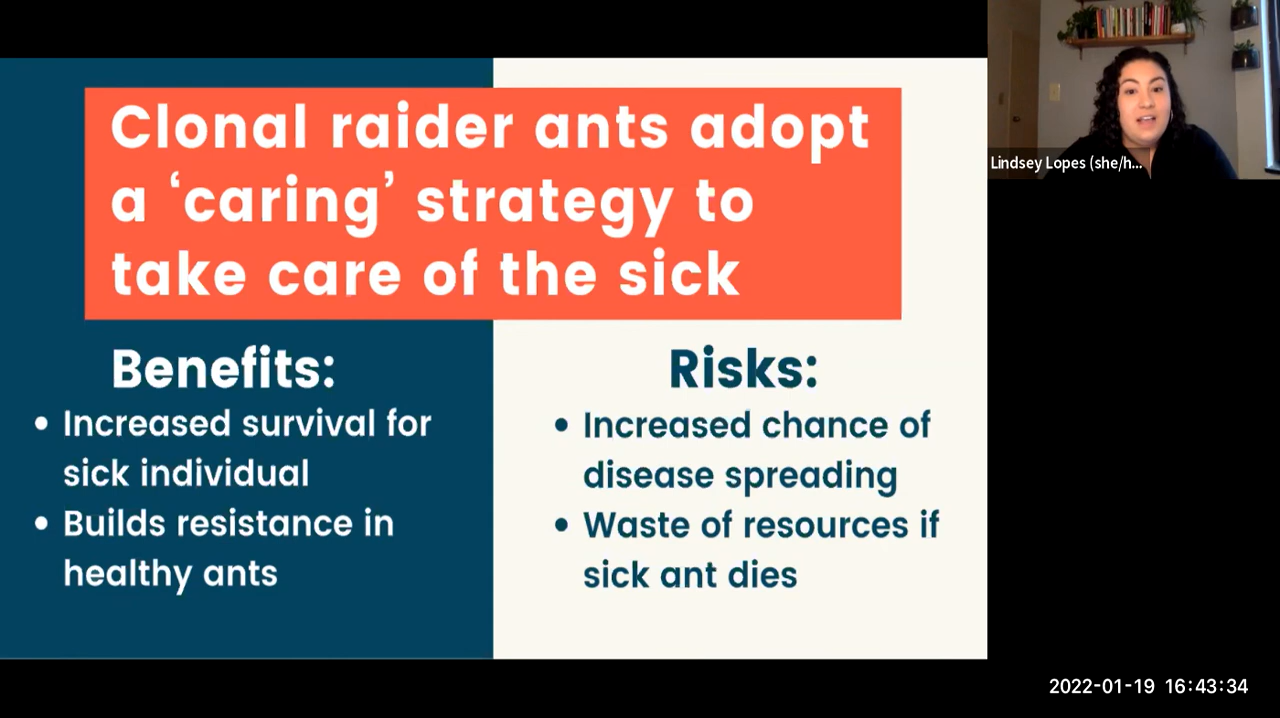 Clonal raider ants adopt
a ‘caring’ strategy to
take care of the sick
Benefits:
• Increased survival for
sick individual
• Builds resistance in
healthy ants
Risks:
• Increased chance of
disease spreading
• Waste of resources if
sick ant dies
Lindsey Lopes (she/h...
2022-01-19 16:43:34